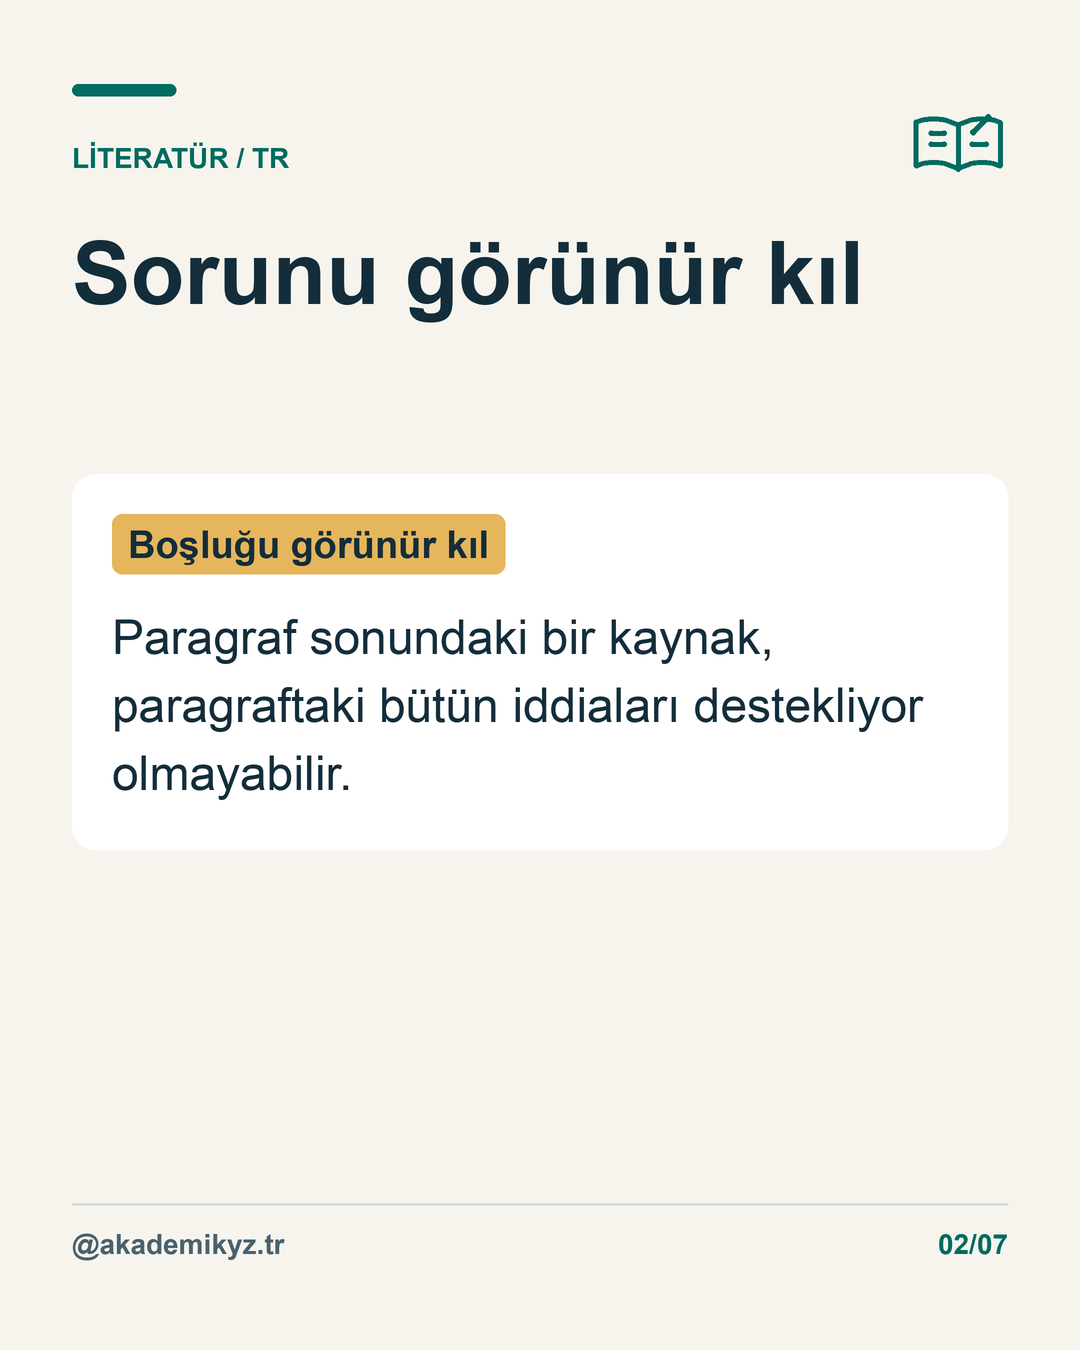 LİTERATÜR / TR
Sorunu görünür kıl
Boşluğu görünür kıl
Paragraf sonundaki bir kaynak,
paragraftaki bütün iddiaları destekliyor
olmayabilir.
@akademikyz.tr
02/07